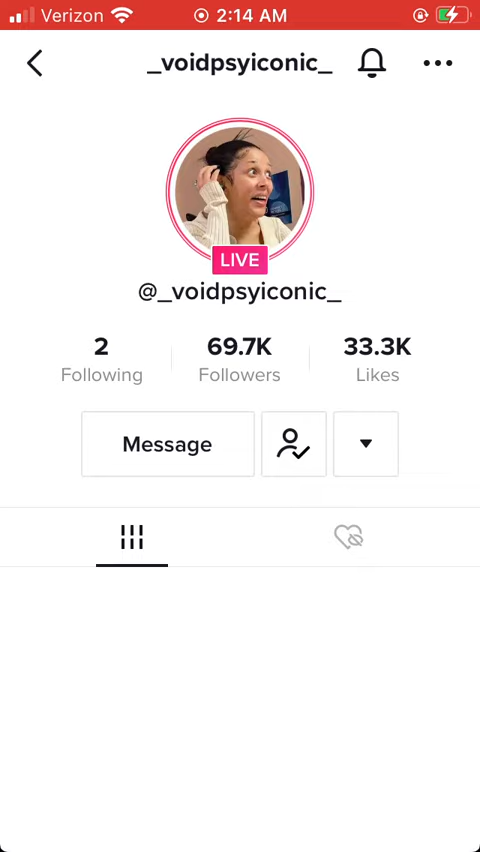 Verizon 2:14 AM
_voidpsyiconic_
LIVE
@_voidpsyiconic_
2 69.7K 33.3K
Following Followers Likes
Message